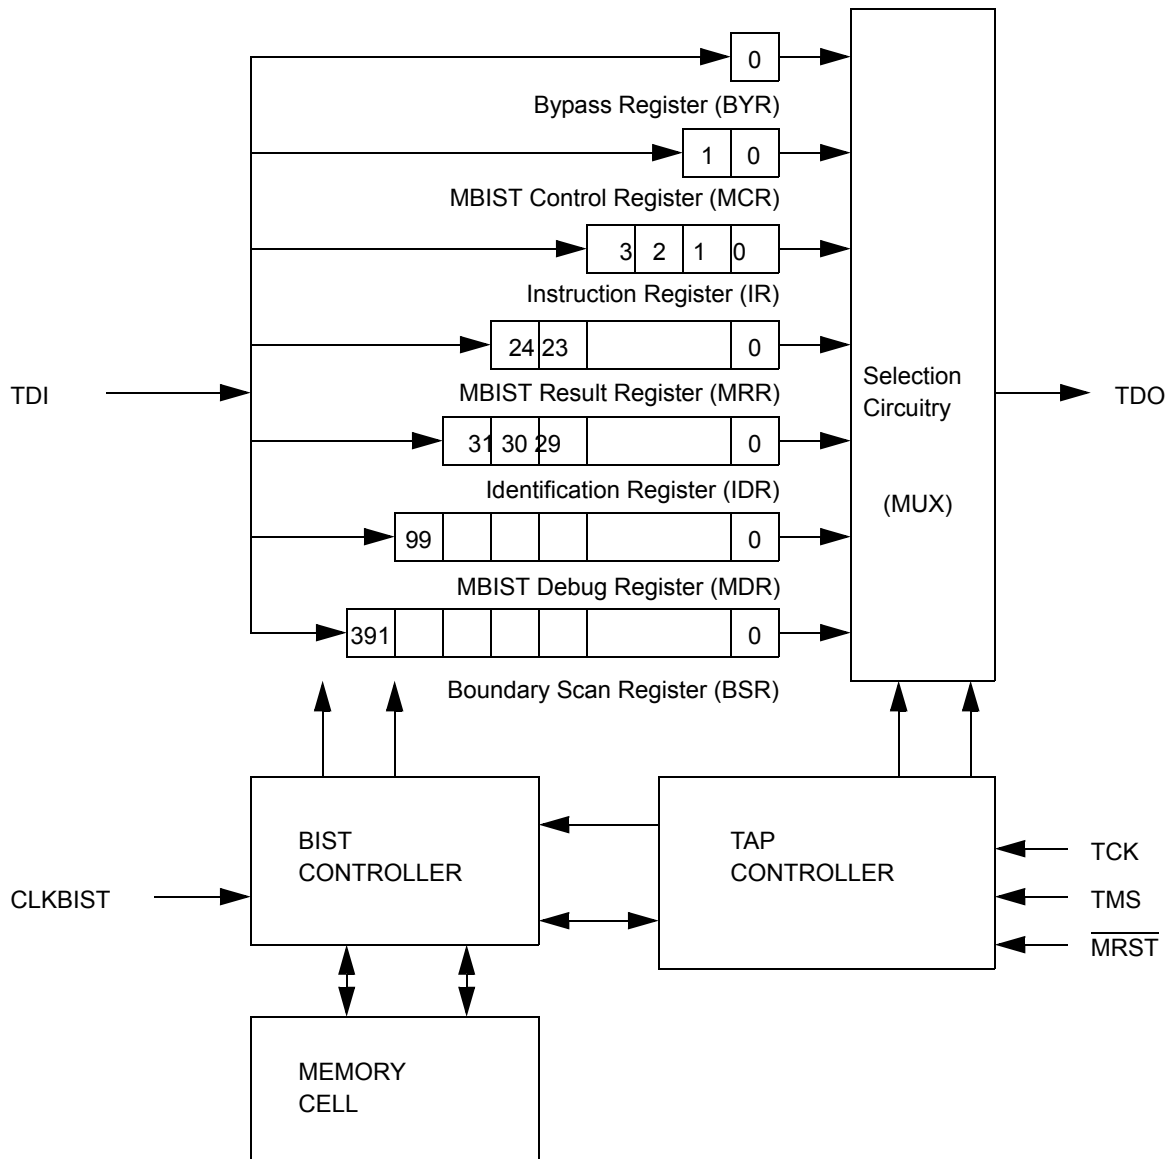 0
Bypass Register (BYR)
1 0
MBIST Control Register (MCR)
3 2 1 0
Instruction Register (IR)
24 23 0
MBIST Result Register (MRR)
31 30 29 0
Identification Register (IDR)
99 0
MBIST Debug Register (MDR)
391 0
Boundary Scan Register (BSR)
TDI
Selection
Circuitry
(MUX)
TDO
BIST
CONTROLLER
TAP
CONTROLLER
CLKBIST
TCK
TMS
MRST
MEMORY
CELL